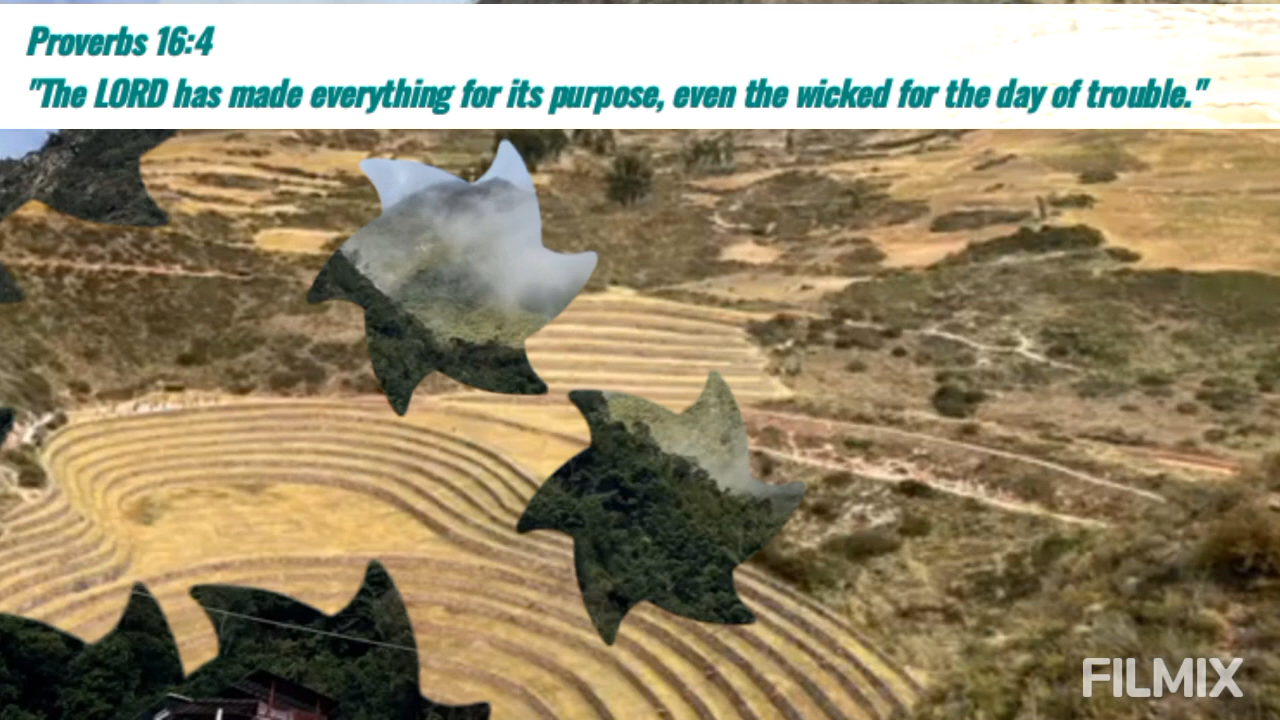 Proverbs 16:4
"The LORD has made everything for its purpose, even the wicked for the day of trouble."
FILMIX